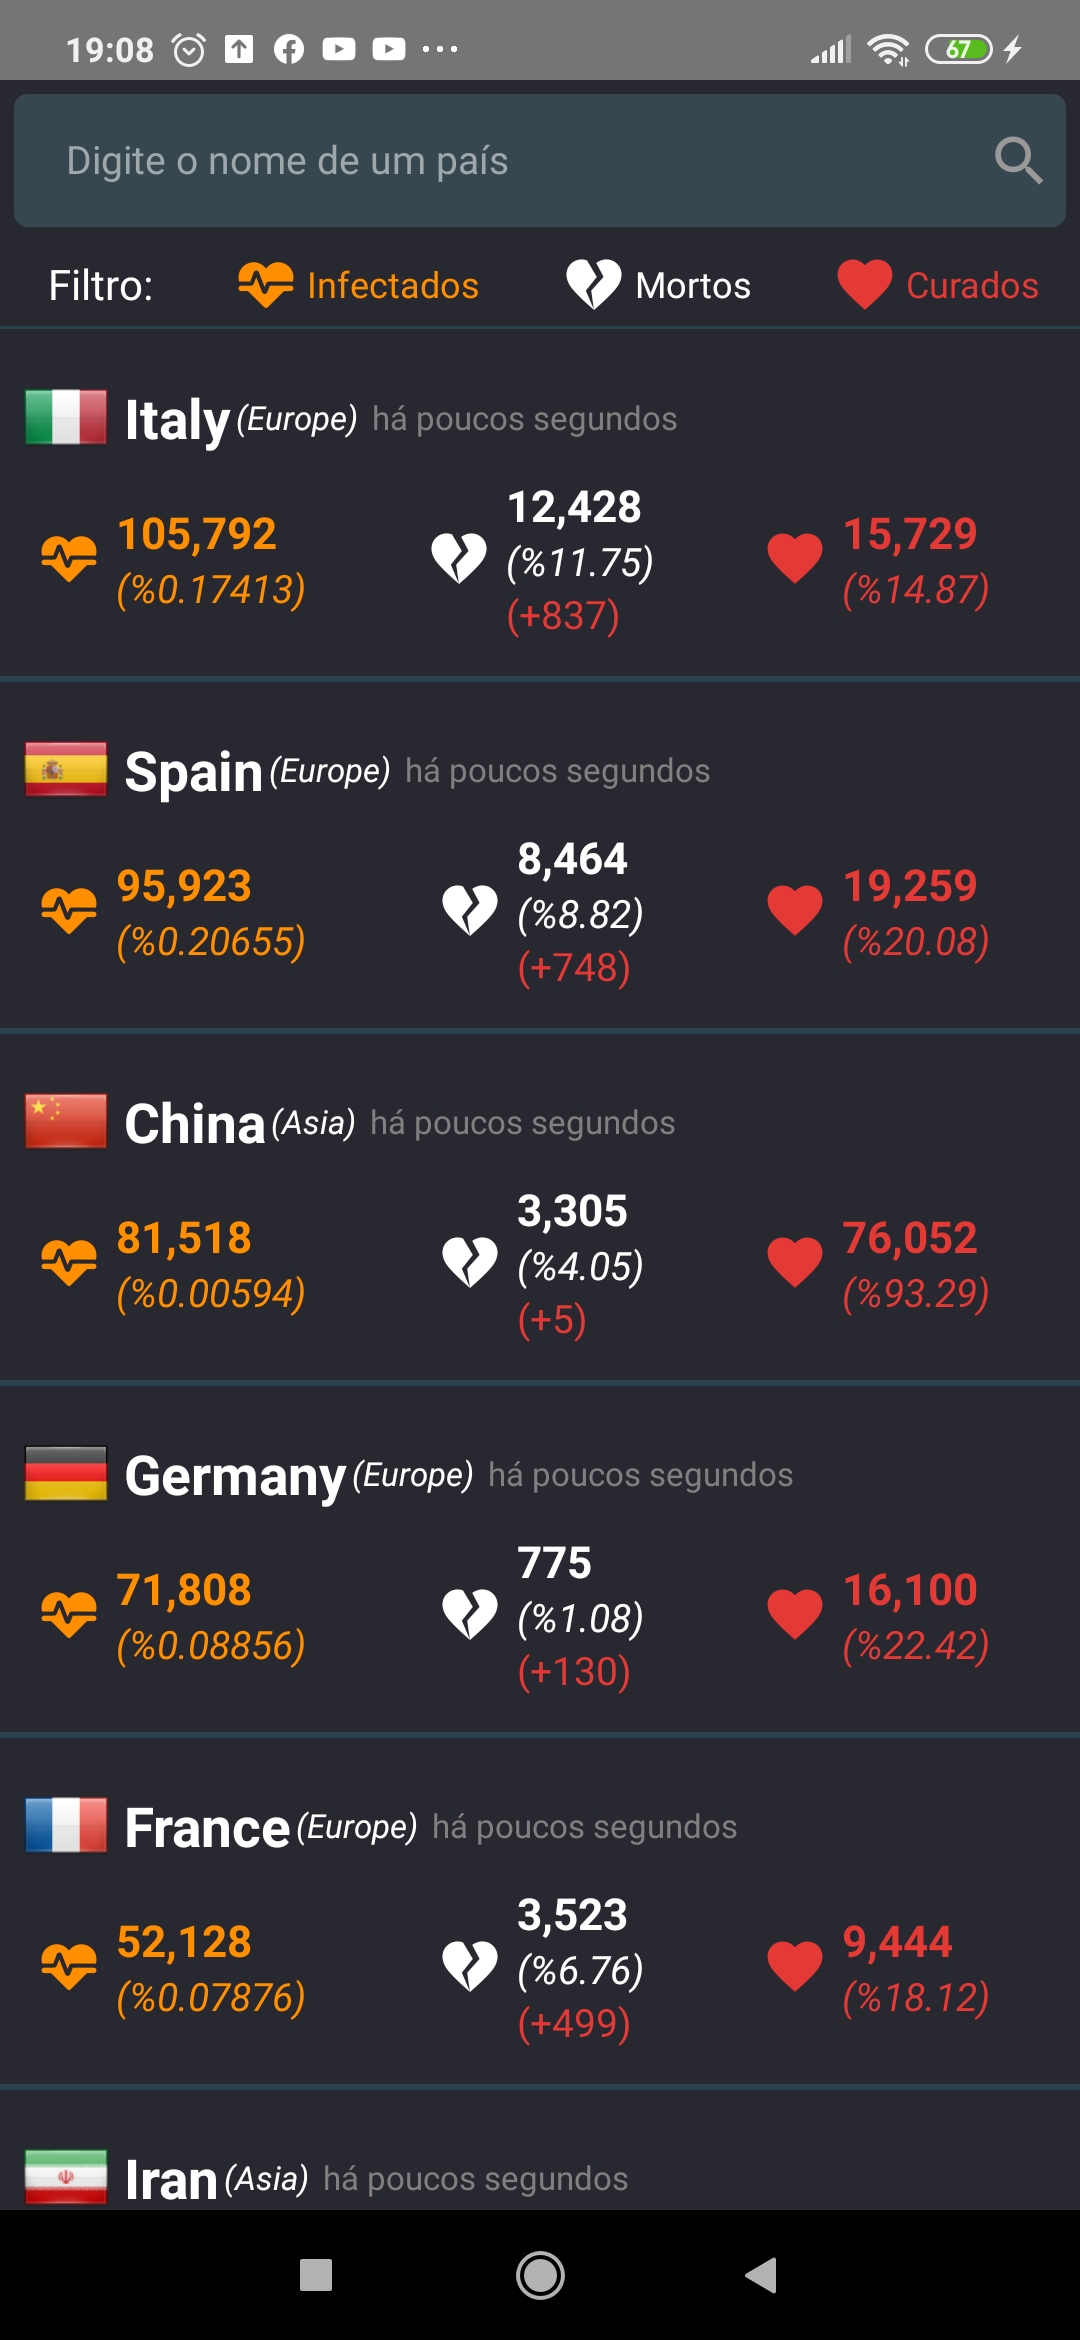 19:08 67
Digite o nome de um país
Filtro: Infectados Mortos Curados
Italy (Europe) há poucos segundos
105,792 12,428 15,729
(%0.17413) (%11.75) (%14.87)
(+837)
Spain (Europe) há poucos segundos
95,923 8,464 19,259
(%0.20655) (%8.82) (%20.08)
(+748)
China (Asia) há poucos segundos
81,518 3,305 76,052
(%0.00594) (%4.05) (%93.29)
(+5)
Germany (Europe) há poucos segundos
71,808 775 16,100
(%0.08856) (%1.08) (%22.42)
(+130)
France (Europe) há poucos segundos
52,128 3,523 9,444
(%0.07876) (%6.76) (%18.12)
(+499)
Iran (Asia) há poucos segundos